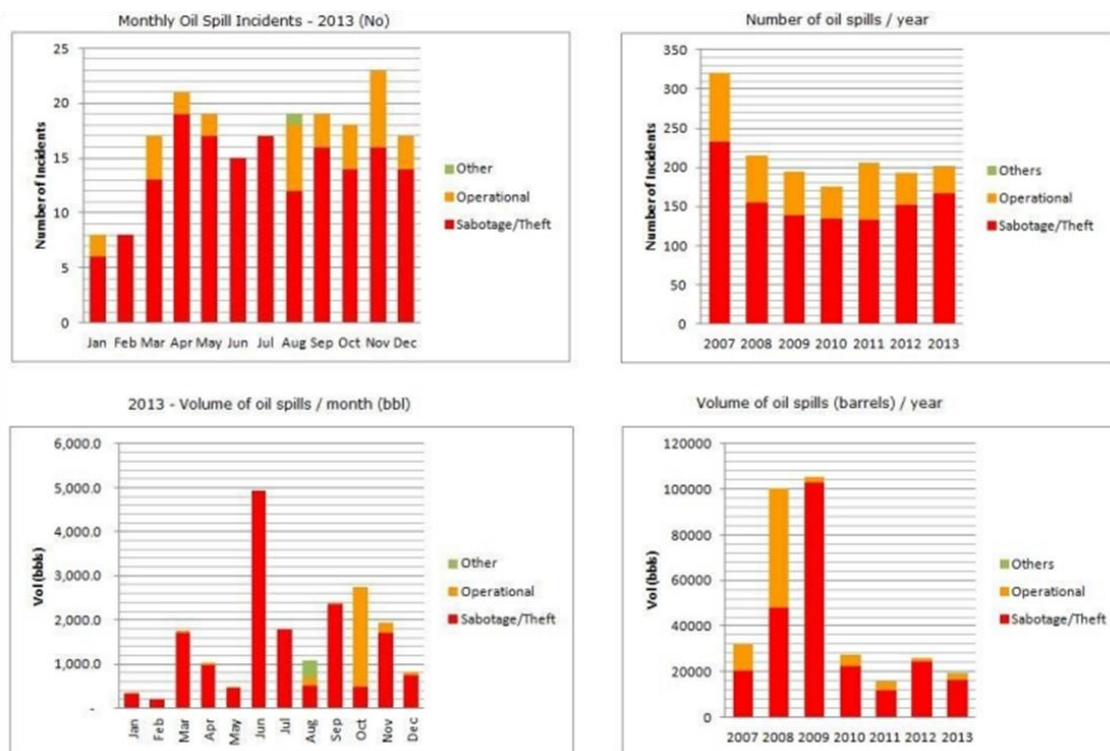 Monthly Oil Spill Incidents - 2013 (No)
25
20
15
10
5
0
Number of Incidents
Jan Feb Mar Apr May Jun Jul Aug Sep Oct Nov Dec
Other
Operational
Sabotage/Theft
Number of oil spills / year
350
300
250
200
150
100
50
0
Number of Incidents
2007 2008 2009 2010 2011 2012 2013
Others
Operational
Sabotage/Theft
2013 - Volume of oil spills / month (bbl)
6,000.0
5,000.0
4,000.0
3,000.0
2,000.0
1,000.0
-
Vol (bbls)
Jan Feb Mar Apr May Jun Jul Aug Sep Oct Nov Dec
Other
Operational
Sabotage/Theft
Volume of oil spills (barrels) / year
120000
100000
80000
60000
40000
20000
0
Vol (bbls)
2007 2008 2009 2010 2011 2012 2013
Others
Operational
Sabotage/Theft